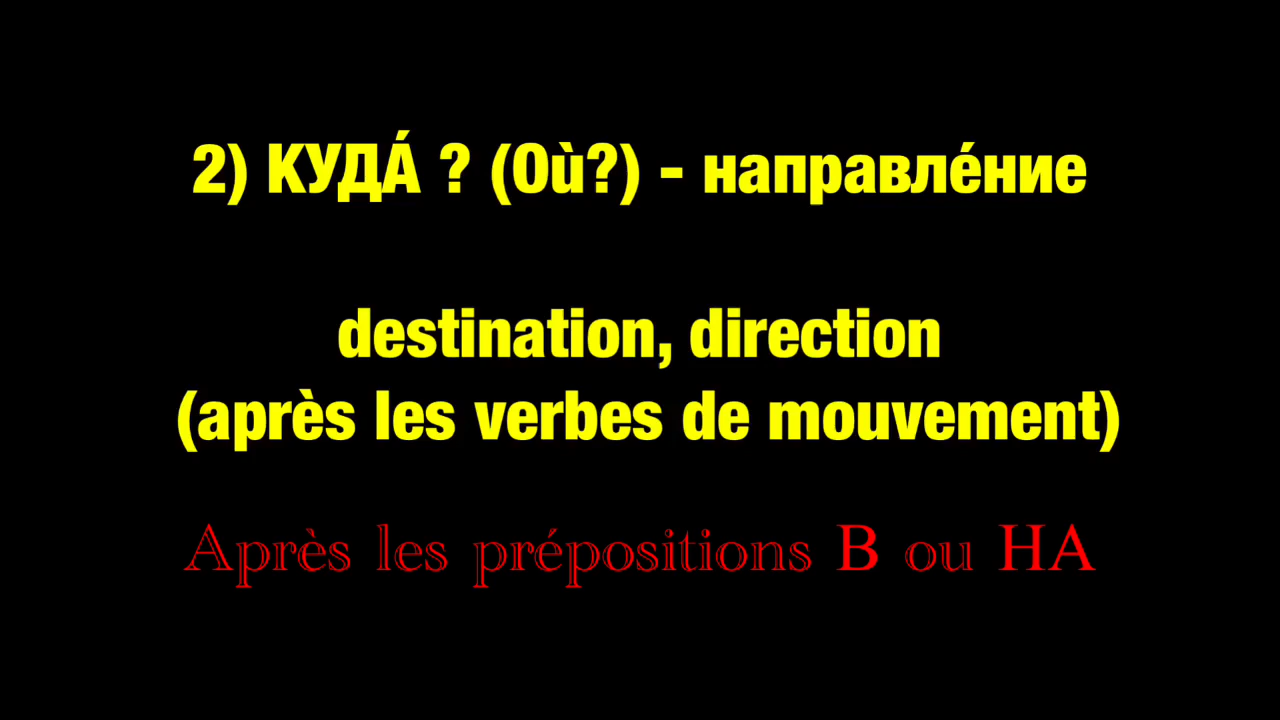 2) КУДА́ ? (Où?) - направле́ние
destination, direction
(après les verbes de mouvement)
Après les prépositions В ou НА